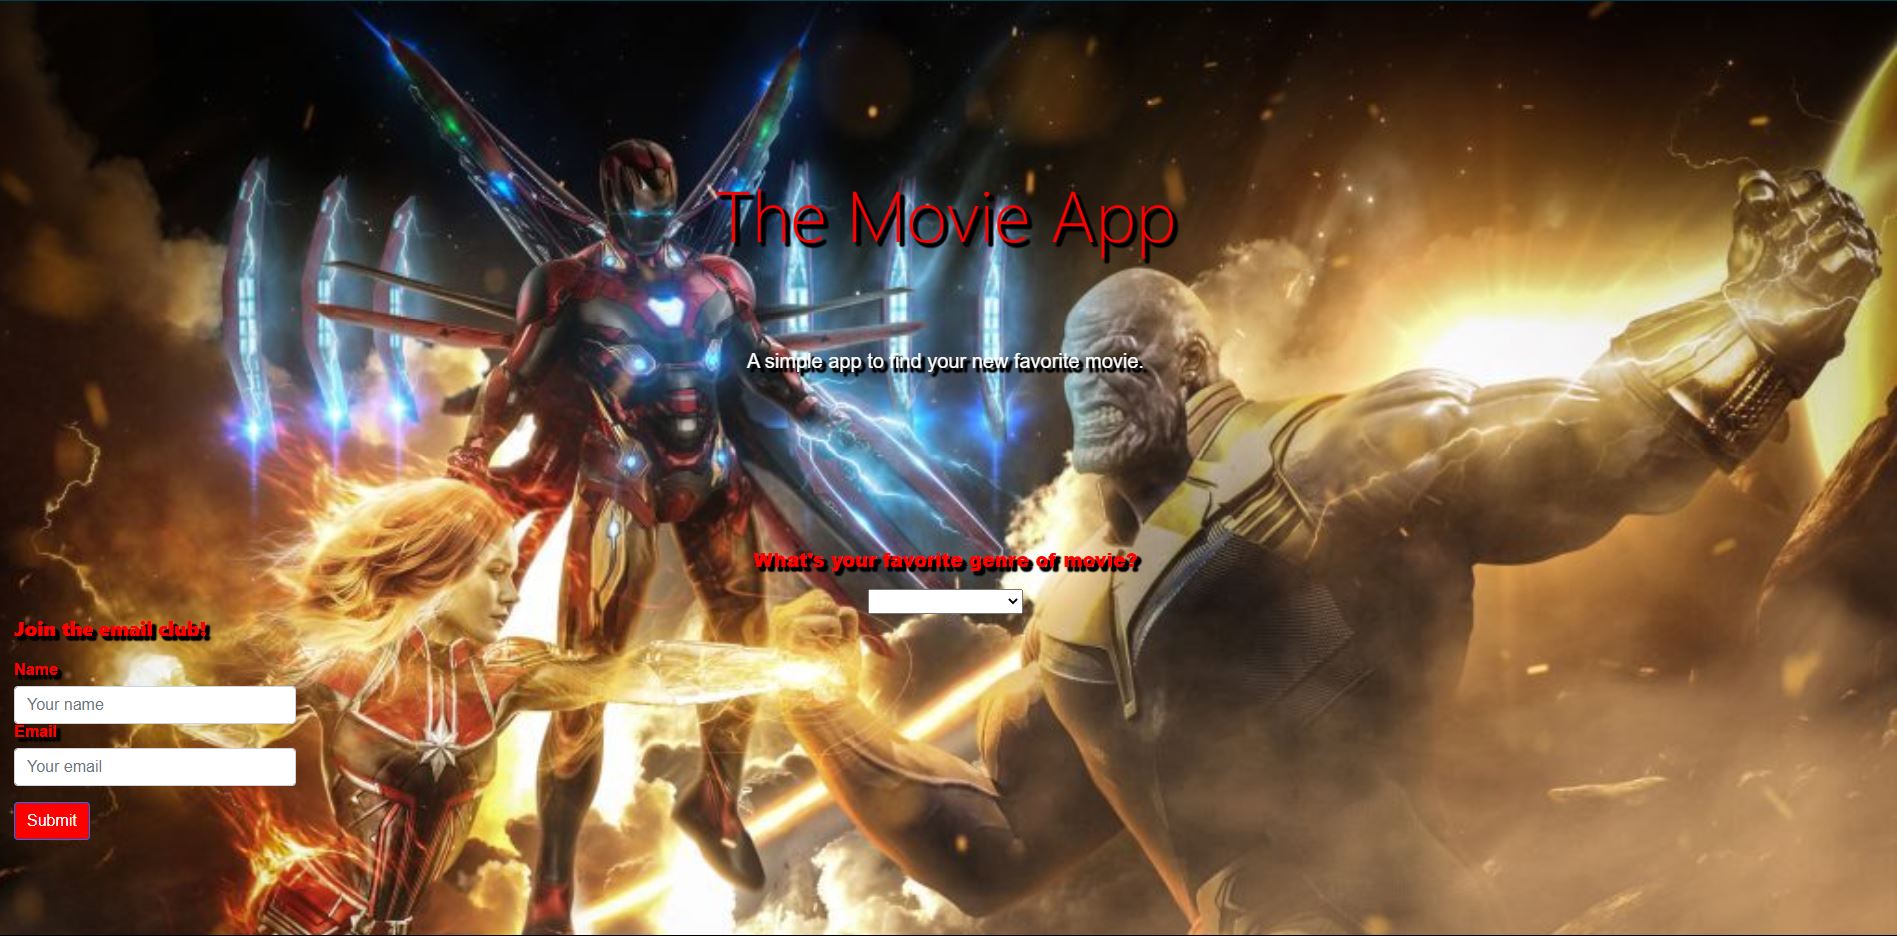 The Movie App
A simple app to find your new favorite movie.
What's your favorite genre of movie?
Join the email club!
Name
Your name
Email
Your email
Submit